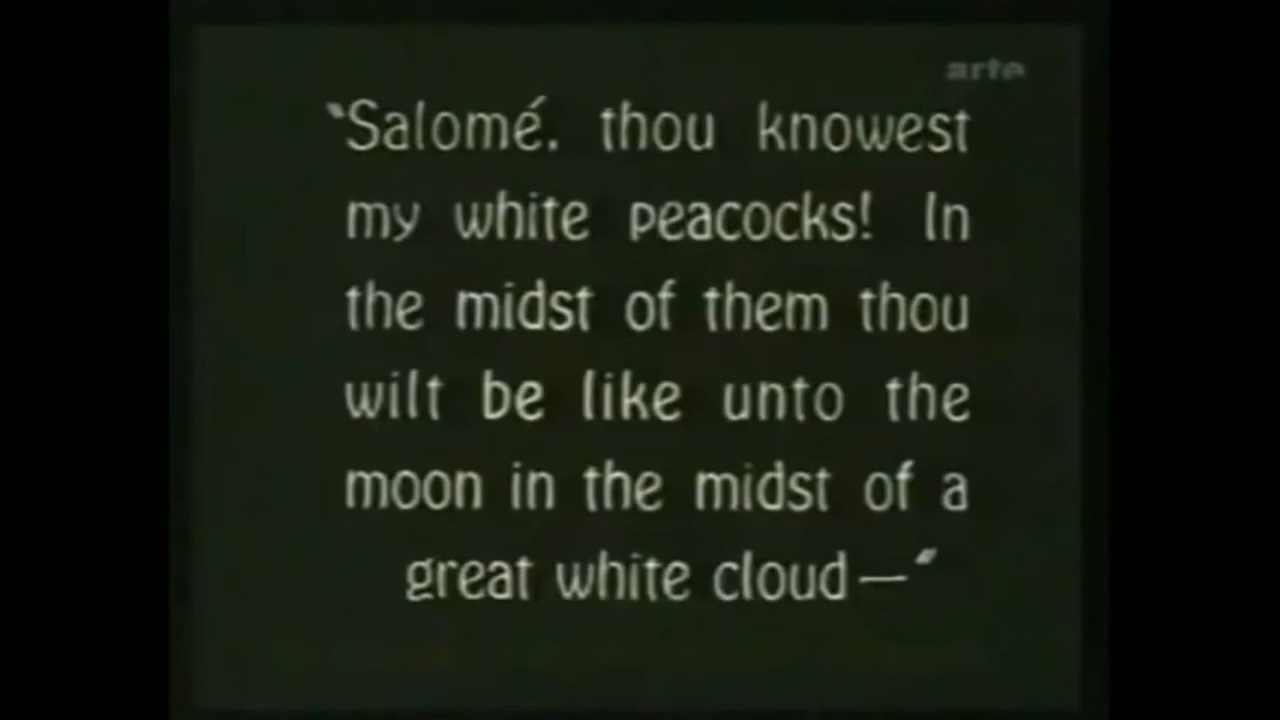 arte
"Salomé. thou knowest
my white peacocks! In
the midst of them thou
wilt be like unto the
moon in the midst of a
great white cloud—"